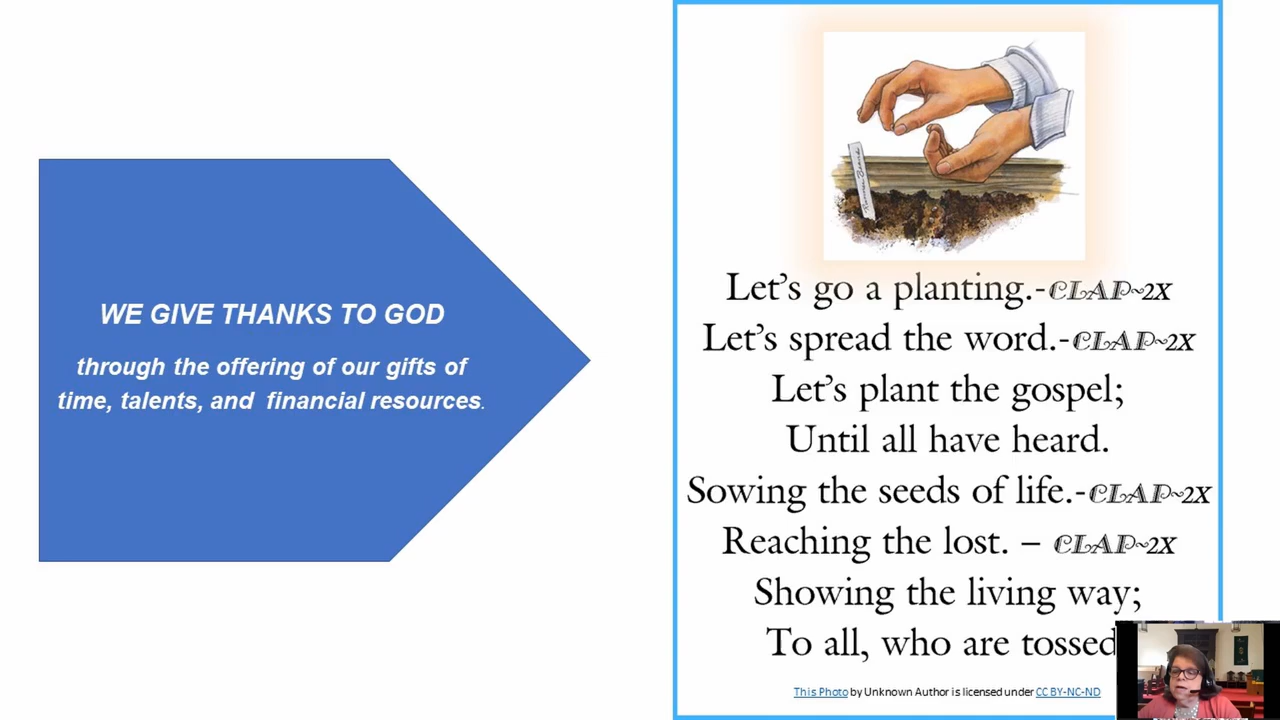 WE GIVE THANKS TO GOD
through the offering of our gifts of
time, talents, and financial resources.
Let's go a planting.-CLAP~2X
Let's spread the word.-CLAP~2X
Let's plant the gospel;
Until all have heard.
Sowing the seeds of life.-CLAP~2X
Reaching the lost. – CLAP~2X
Showing the living way;
To all, who are tossed
This Photo by Unknown Author is licensed under CC BY-NC-ND